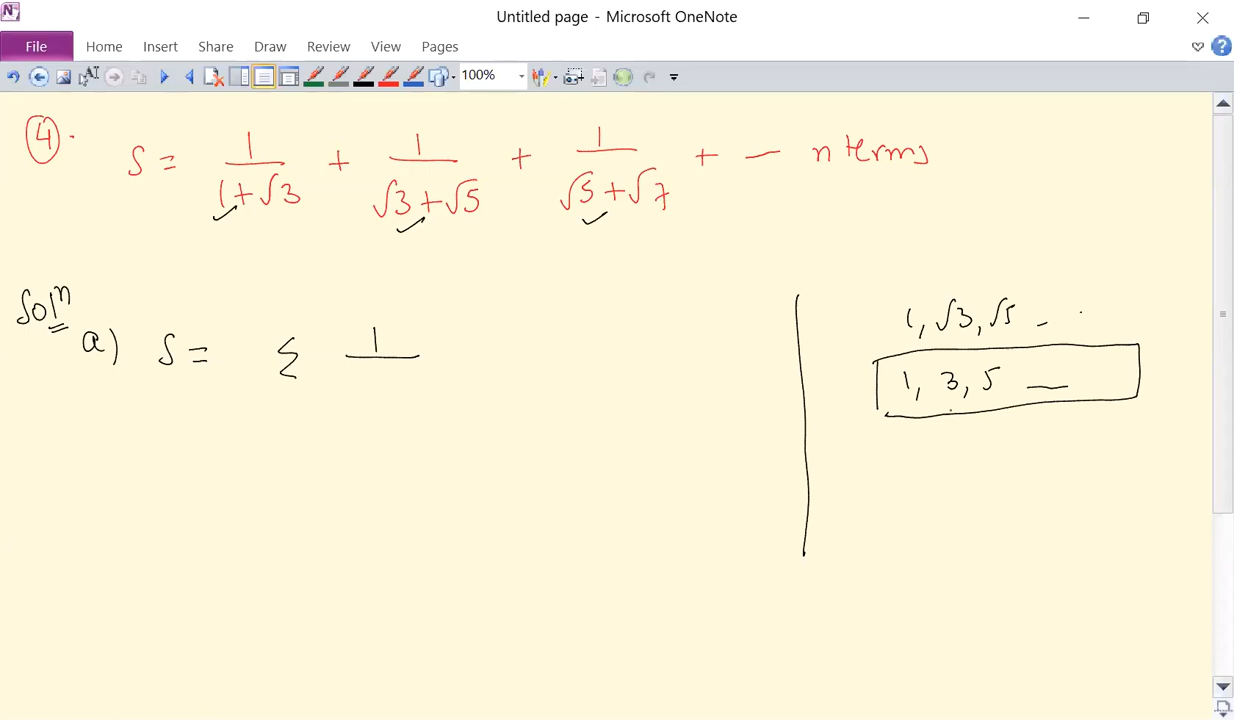 Untitled page - Microsoft OneNote
File Home Insert Share Draw Review View Pages
100%
④. S = 1/(1+√3) + 1/(√3+√5) + 1/(√5+√7) + — n terms
Solⁿ
a) S = Σ 1/
1, √3, √5 -
1, 3, 5 —